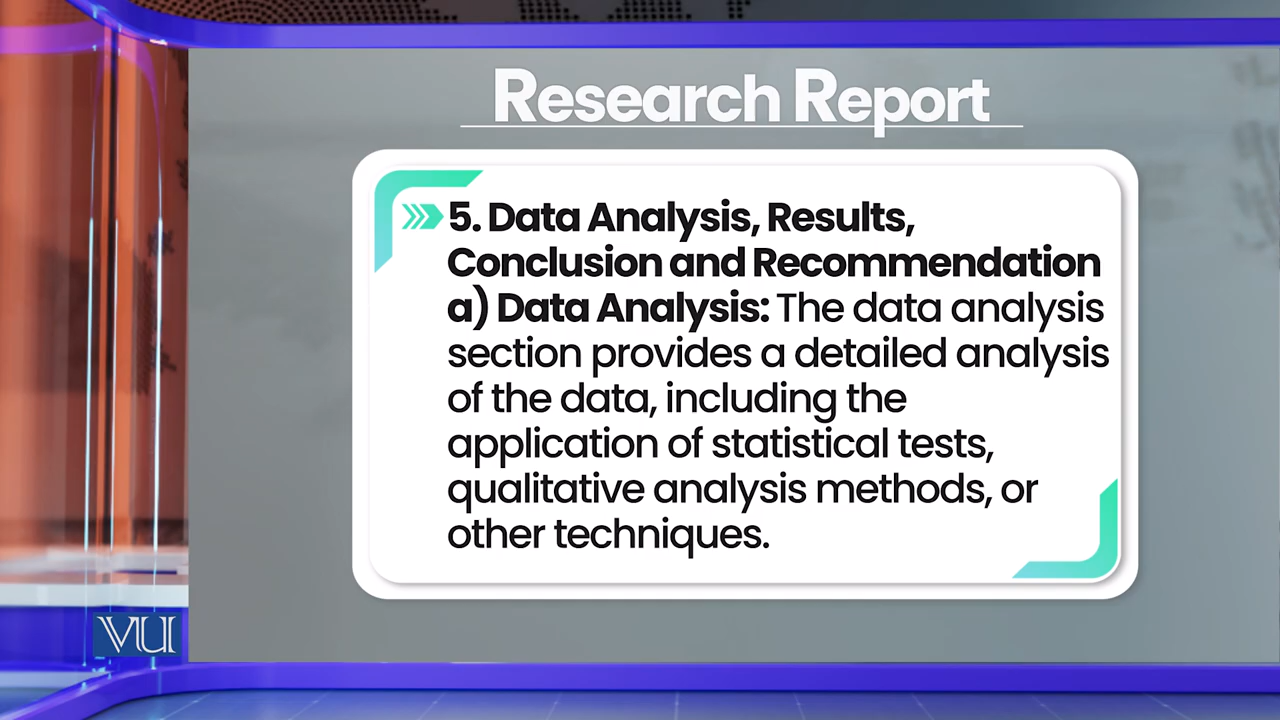 Research Report
5. Data Analysis, Results,
Conclusion and Recommendation
a) Data Analysis: The data analysis
section provides a detailed analysis
of the data, including the
application of statistical tests,
qualitative analysis methods, or
other techniques.
VU